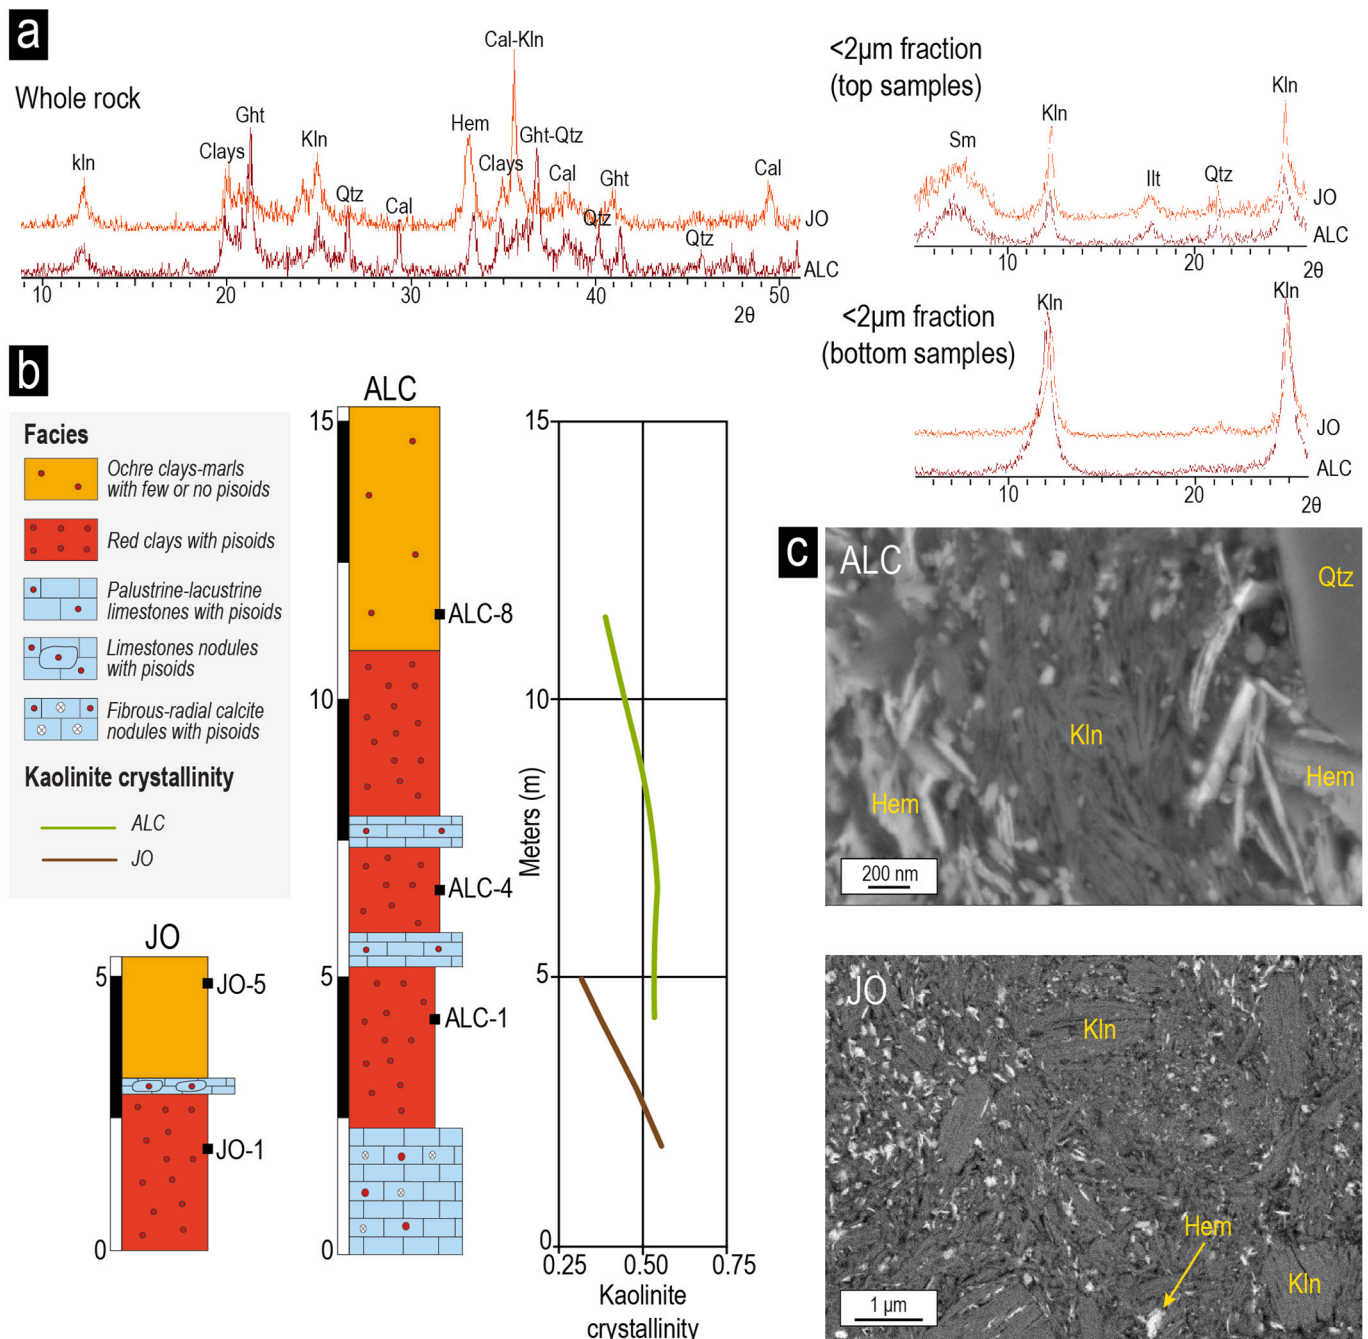 a
Whole rock
kln
Clays
Ght
Kln
Qtz
Cal
Hem
Clays
Cal-Kln
Ght-Qtz
Cal
Qtz
Ght
Qtz
Cal
JO
ALC
10
20
30
40
50
2θ
<2µm fraction
(top samples)
Sm
Kln
Ilt
Qtz
Kln
JO
ALC
10
20
2θ
<2µm fraction
(bottom samples)
Kln
Kln
JO
ALC
10
20
2θ
b
Facies
Ochre clays-marls
with few or no pisoids
Red clays with pisoids
Palustrine-lacustrine
limestones with pisoids
Limestones nodules
with pisoids
Fibrous-radial calcite
nodules with pisoids
Kaolinite crystallinity
ALC
JO
JO
5
0
JO-5
JO-1
ALC
15
10
5
0
ALC-8
ALC-4
ALC-1
15
10
5
0
Meters (m)
0.25
0.50
0.75
Kaolinite
crystallinity
c
ALC
Qtz
Kln
Hem
Hem
200 nm
JO
Kln
Hem
Kln
1 µm